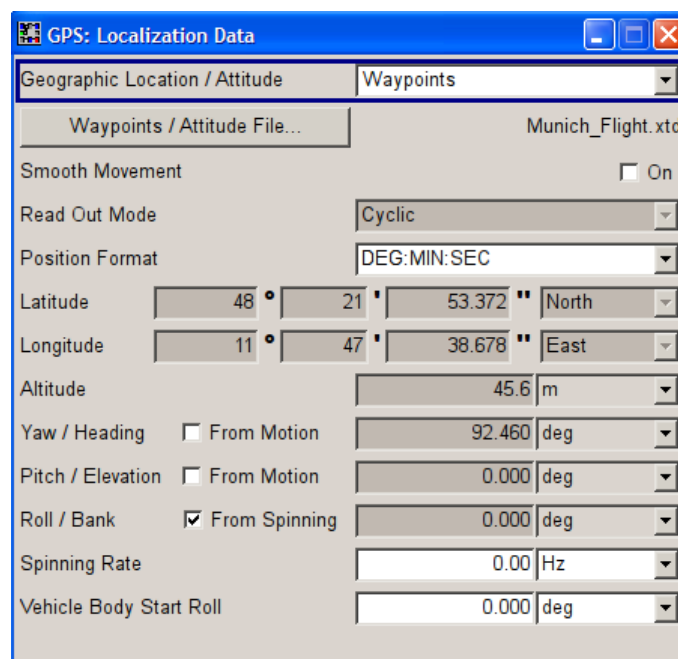 GPS: Localization Data
Geographic Location / Attitude Waypoints
Waypoints / Attitude File... Munich_Flight.xtd
Smooth Movement On
Read Out Mode Cyclic
Position Format DEG:MIN:SEC
Latitude 48 ° 21 ' 53.372 " North
Longitude 11 ° 47 ' 38.678 " East
Altitude 45.6 m
Yaw / Heading From Motion 92.460 deg
Pitch / Elevation From Motion 0.000 deg
Roll / Bank From Spinning 0.000 deg
Spinning Rate 0.00 Hz
Vehicle Body Start Roll 0.000 deg